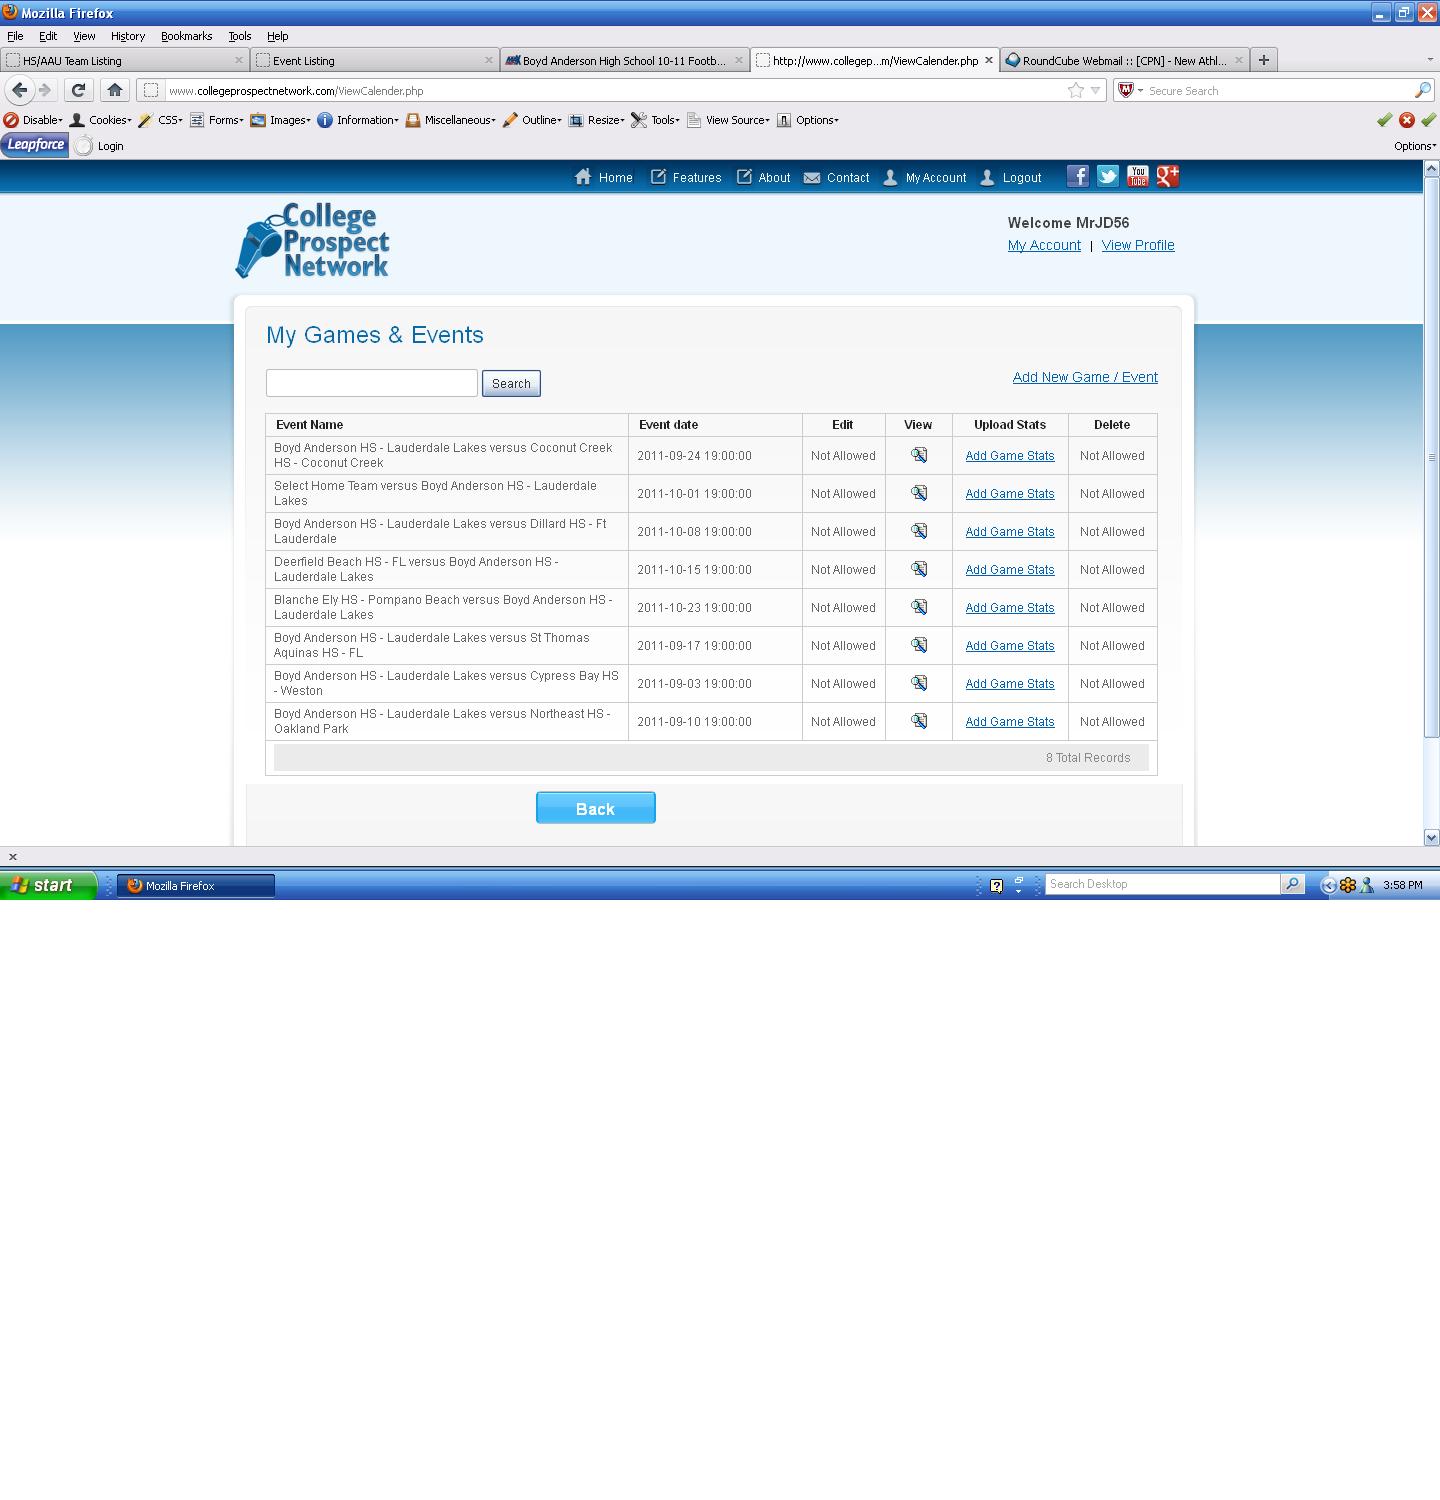 Mozilla Firefox
File Edit View History Bookmarks Tools Help
HS/AAU Team Listing
Event Listing
Boyd Anderson High School 10-11 Footb...
http://www.collegep...m/ViewCalender.php
RoundCube Webmail :: [CPN] - New Athl...
www.collegeprospectnetwork.com/ViewCalender.php
Secure Search
Disable Cookies CSS Forms Images Information Miscellaneous Outline Resize Tools View Source Options
Leapforce Login Options
Home Features About Contact My Account Logout
You
Tube
College
Prospect
Network
Welcome MrJD56
My Account | View Profile
My Games & Events
Search
Add New Game / Event
Event Name Event date Edit View Upload Stats Delete
Boyd Anderson HS - Lauderdale Lakes versus Coconut Creek
HS - Coconut Creek
2011-09-24 19:00:00 Not Allowed Add Game Stats Not Allowed
Select Home Team versus Boyd Anderson HS - Lauderdale
Lakes
2011-10-01 19:00:00 Not Allowed Add Game Stats Not Allowed
Boyd Anderson HS - Lauderdale Lakes versus Dillard HS - Ft
Lauderdale
2011-10-08 19:00:00 Not Allowed Add Game Stats Not Allowed
Deerfield Beach HS - FL versus Boyd Anderson HS -
Lauderdale Lakes
2011-10-15 19:00:00 Not Allowed Add Game Stats Not Allowed
Blanche Ely HS - Pompano Beach versus Boyd Anderson HS -
Lauderdale Lakes
2011-10-23 19:00:00 Not Allowed Add Game Stats Not Allowed
Boyd Anderson HS - Lauderdale Lakes versus St Thomas
Aquinas HS - FL
2011-09-17 19:00:00 Not Allowed Add Game Stats Not Allowed
Boyd Anderson HS - Lauderdale Lakes versus Cypress Bay HS
- Weston
2011-09-03 19:00:00 Not Allowed Add Game Stats Not Allowed
Boyd Anderson HS - Lauderdale Lakes versus Northeast HS -
Oakland Park
2011-09-10 19:00:00 Not Allowed Add Game Stats Not Allowed
8 Total Records
Back
x
start Mozilla Firefox Search Desktop 3:58 PM